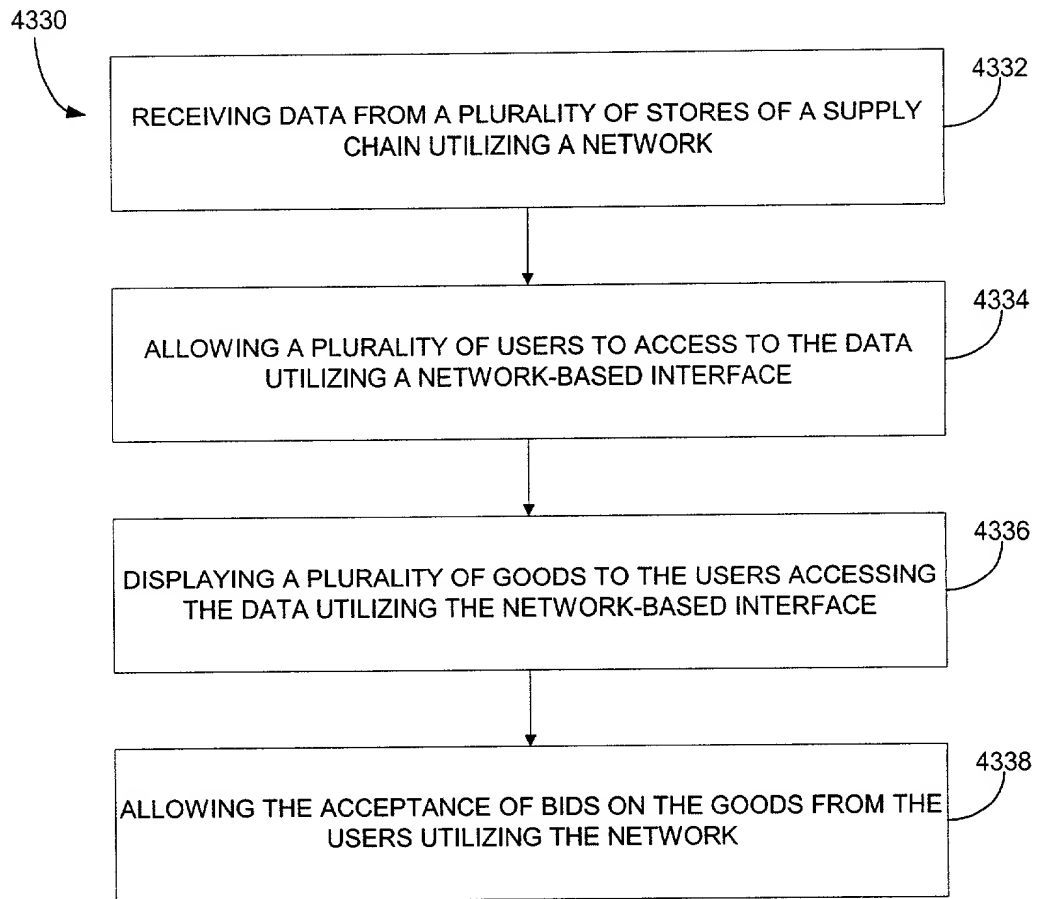 4330
4332
RECEIVING DATA FROM A PLURALITY OF STORES OF A SUPPLY
CHAIN UTILIZING A NETWORK
4334
ALLOWING A PLURALITY OF USERS TO ACCESS TO THE DATA
UTILIZING A NETWORK-BASED INTERFACE
4336
DISPLAYING A PLURALITY OF GOODS TO THE USERS ACCESSING
THE DATA UTILIZING THE NETWORK-BASED INTERFACE
4338
ALLOWING THE ACCEPTANCE OF BIDS ON THE GOODS FROM THE
USERS UTILIZING THE NETWORK